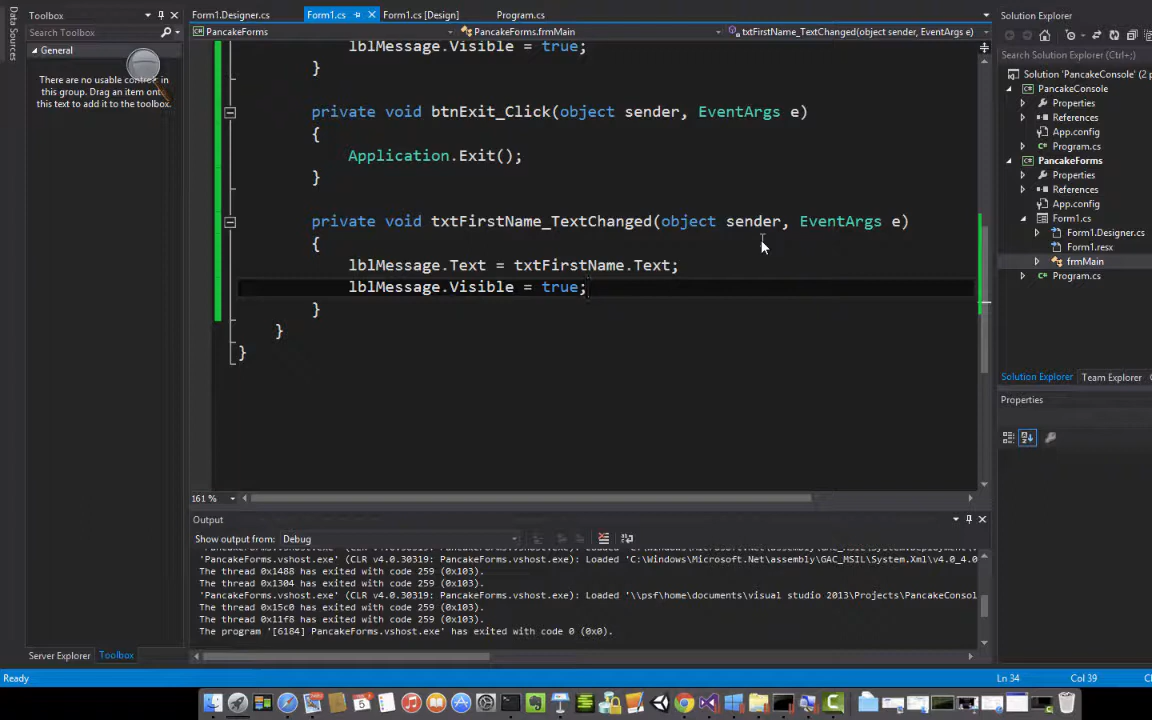 Toolbox
Form1.Designer.cs
Form1.cs
Form1.cs [Design]
Program.cs
Solution Explorer
Data Sources
Search Toolbox
PancakeForms
PancakeForms.frmMain
txtFirstName_TextChanged(object sender, EventArgs e)
General
There are no usable controls in
this group. Drag an item onto
this text to add it to the toolbox.
lblMessage.Visible = true;
}
private void btnExit_Click(object sender, EventArgs e)
{
Application.Exit();
}
private void txtFirstName_TextChanged(object sender, EventArgs e)
{
lblMessage.Text = txtFirstName.Text;
lblMessage.Visible = true;
}
}
}
161 %
Search Solution Explorer (Ctrl+;)
Solution 'PancakeConsole' (2 p
PancakeConsole
Properties
References
App.config
Program.cs
PancakeForms
Properties
References
App.config
Form1.cs
Form1.Designer.cs
Form1.resx
frmMain
Program.cs
Solution Explorer
Team Explorer
Properties
Output
Show output from:
Debug
'PancakeForms.vshost.exe' (CLR v4.0.30319: PancakeForms.vshost.exe): Loaded 'C:\Windows\Microsoft.Net\assembly\GAC_MSIL\System.Xml\v4.0_4.0
The thread 0x1488 has exited with code 259 (0x103).
The thread 0x1304 has exited with code 259 (0x103).
'PancakeForms.vshost.exe' (CLR v4.0.30319: PancakeForms.vshost.exe): Loaded '\\psf\home\documents\visual studio 2013\Projects\PancakeConsol
The thread 0x15c0 has exited with code 259 (0x103).
The thread 0x11f8 has exited with code 259 (0x103).
The program '[6184] PancakeForms.vshost.exe' has exited with code 0 (0x0).
Server Explorer
Toolbox
Ready
Ln 34
Col 39